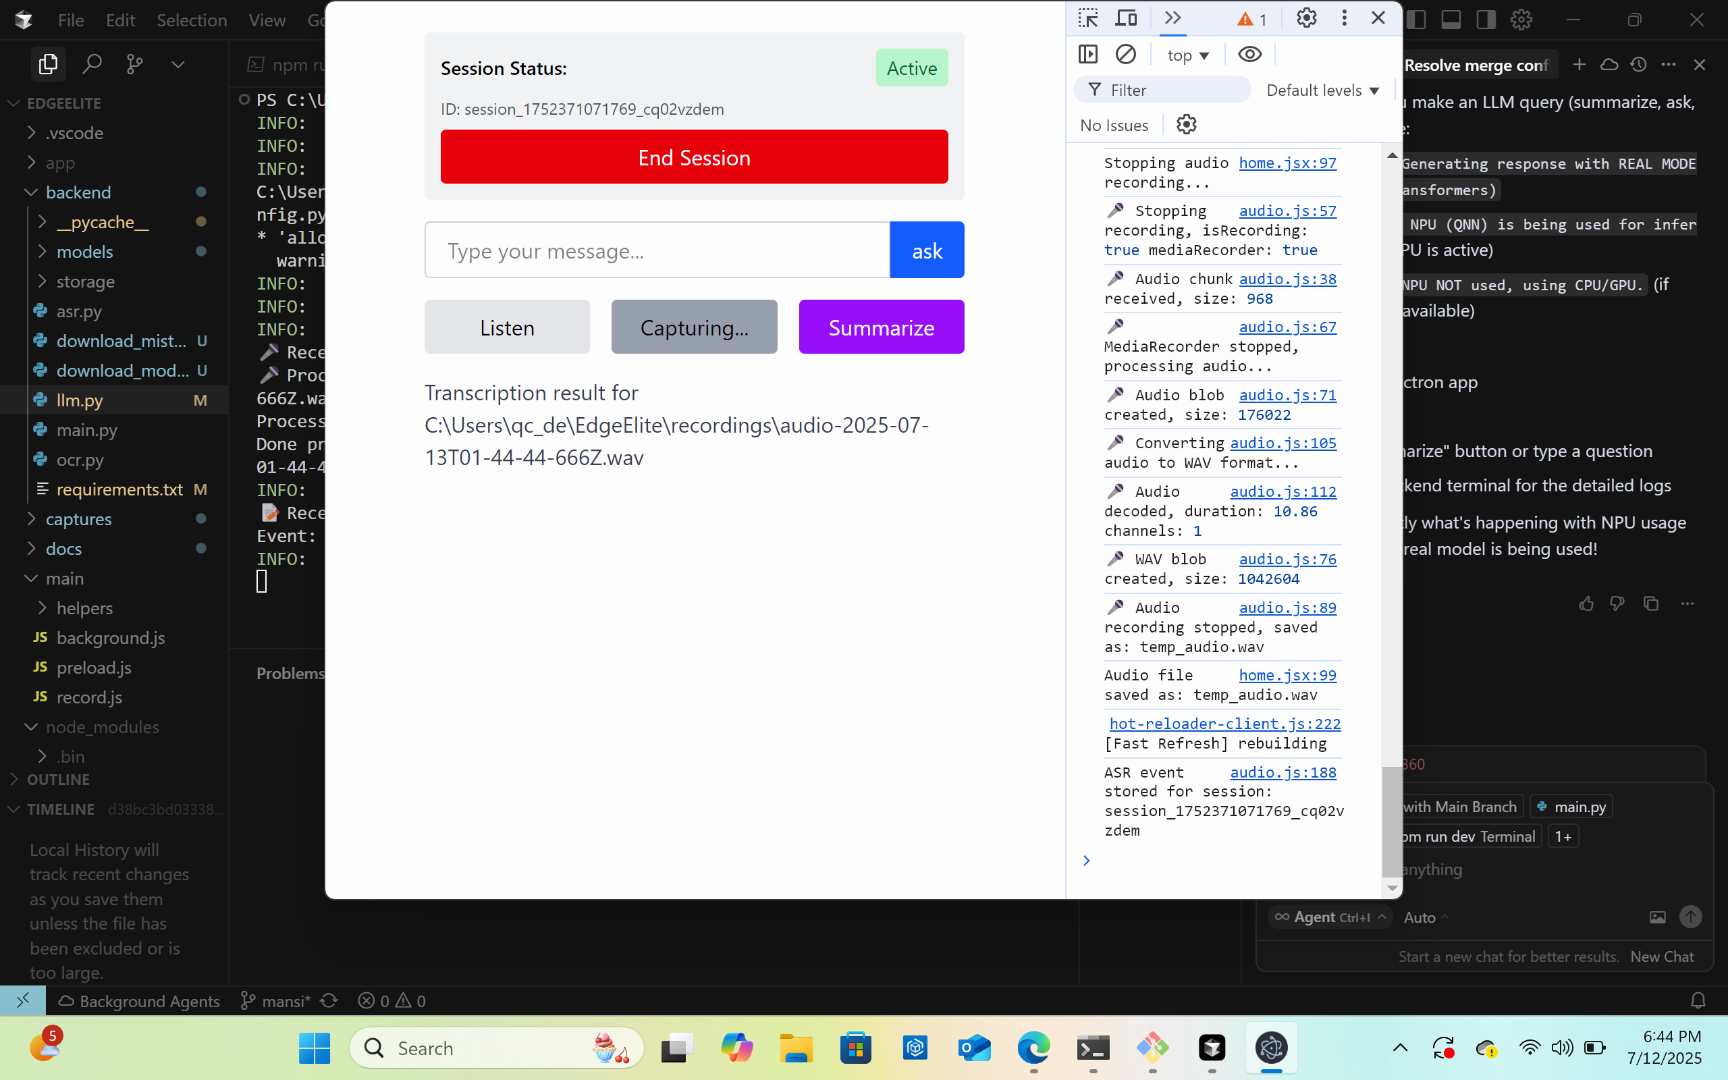 File Edit Selection View
Session Status:
Active
ID: session_1752371071769_cq02vzdem
End Session
Type your message...
ask
Listen
Capturing...
Summarize
Transcription result for
C:\Users\qc_de\EdgeElite\recordings\audio-2025-07-
13T01-44-44-666Z.wav
1
top
Filter
Default levels
No Issues
Stopping audio home.jsx:97
recording...
🎤 Stopping audio.js:57
recording, isRecording:
true mediaRecorder: true
🎤 Audio chunk audio.js:38
received, size: 968
🎤 audio.js:67
MediaRecorder stopped,
processing audio...
🎤 Audio blob audio.js:71
created, size: 176022
🎤 Converting audio.js:105
audio to WAV format...
🎤 Audio audio.js:112
decoded, duration: 10.86
channels: 1
🎤 WAV blob audio.js:76
created, size: 1042604
🎤 Audio audio.js:89
recording stopped, saved
as: temp_audio.wav
Audio file home.jsx:99
saved as: temp_audio.wav
hot-reloader-client.js:222
[Fast Refresh] rebuilding
ASR event audio.js:188
stored for session:
session_1752371071769_cq02v
zdem
EDGEELITE
.vscode
app
backend
__pycache__
models
storage
asr.py
download_mist... U
download_mod... U
llm.py M
main.py
ocr.py
requirements.txt M
captures
docs
main
helpers
JS background.js
JS preload.js
JS record.js
node_modules
.bin
OUTLINE
TIMELINE d38bc3bd03338...
Local History will
track recent changes
as you save them
unless the file has
been excluded or is
too large.
npm ru
PS C:\U
INFO:
INFO:
INFO:
C:\User
nfig.py
* 'allo
warni
INFO:
INFO:
INFO:
🎤 Rece
🎤 Proc
666Z.wa
Process
Done pr
01-44-4
INFO:
📝 Rece
Event:
INFO:
Problems
Resolve merge conf
make an LLM query (summarize, ask,
e:
Generating response with REAL MODE
ansformers)
NPU (QNN) is being used for infer
PU is active)
NPU NOT used, using CPU/GPU. (if
available)
ctron app
narize" button or type a question
kend terminal for the detailed logs
tly what's happening with NPU usage
real model is being used!
360
with Main Branch main.py
om run dev Terminal 1+
anything
Agent Ctrl+I Auto
Start a new chat for better results. New Chat
Background Agents mansi* 0 0
5
Search
6:44 PM
7/12/2025